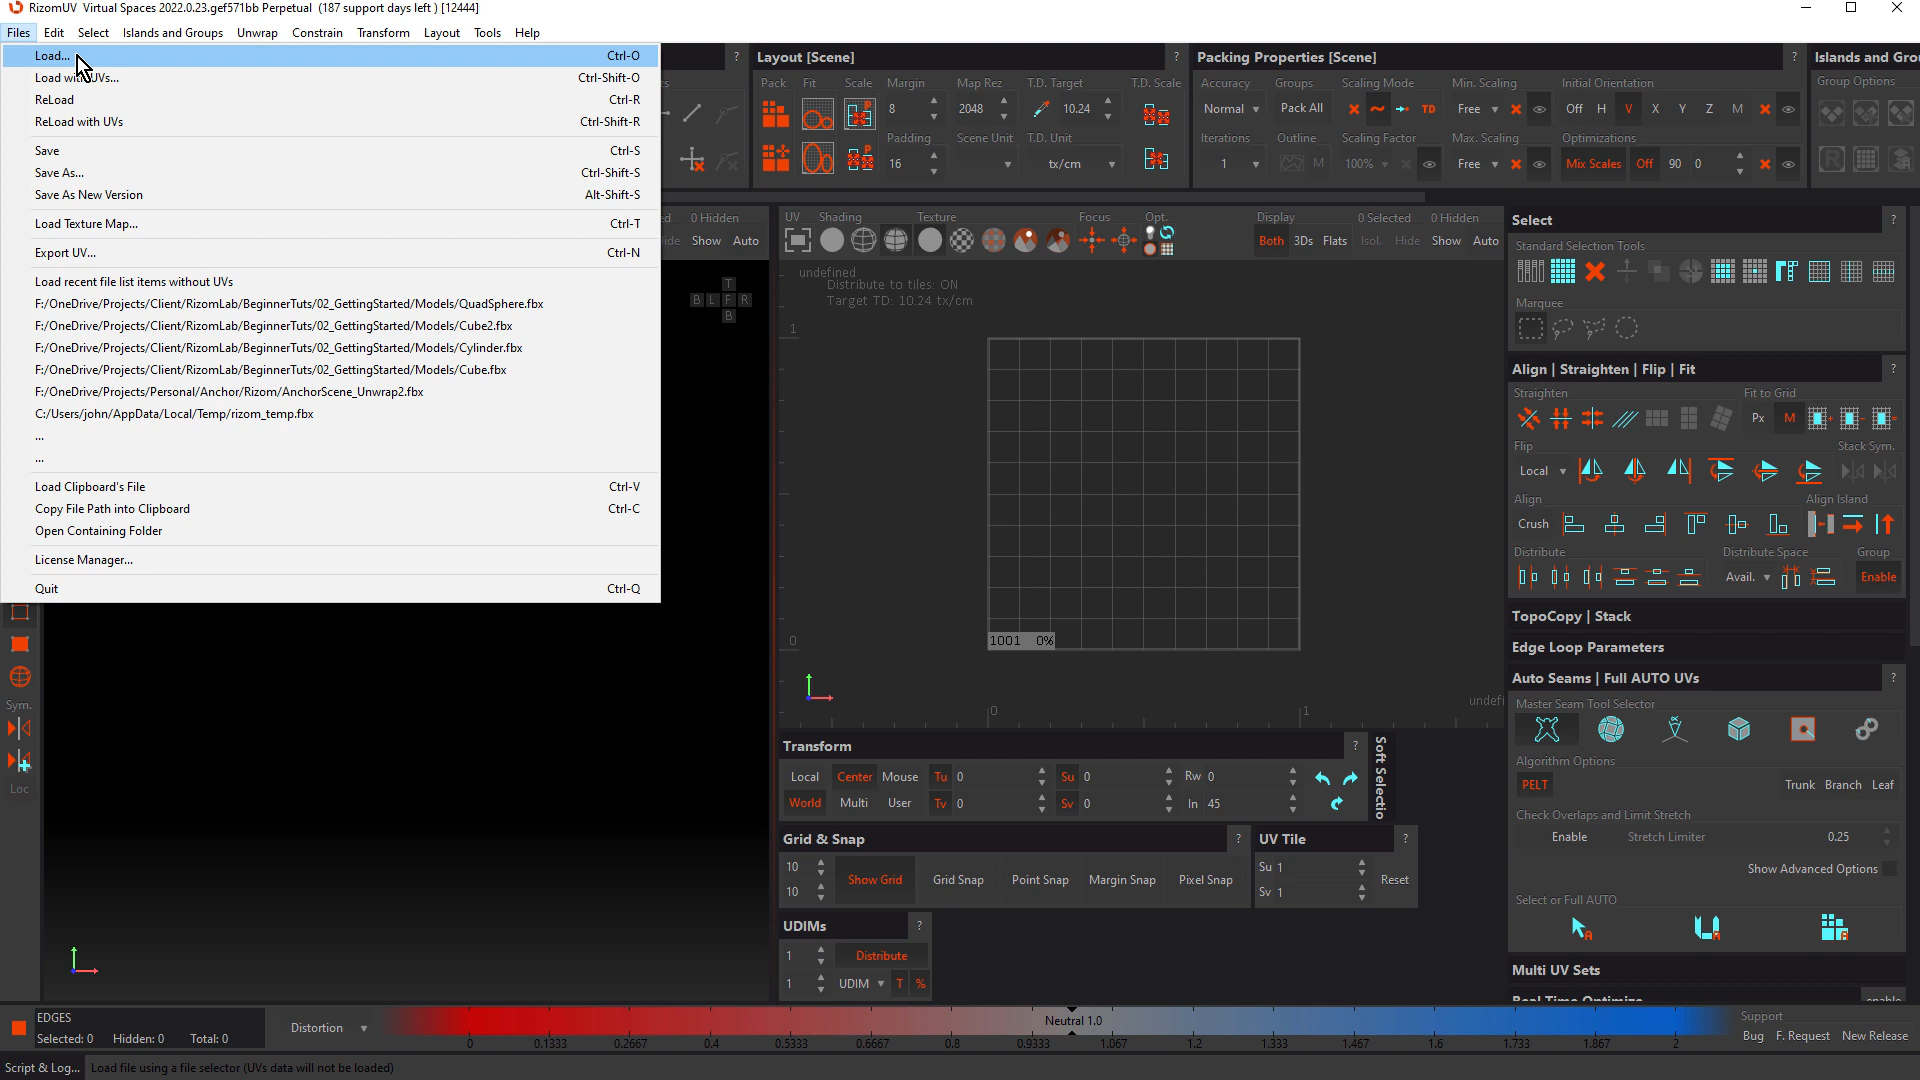 RizomUV Virtual Spaces 2022.0.23.gef571bb Perpetual (187 support days left ) [12444]
Files Edit Select Islands and Groups Unwrap Constrain Transform Layout Tools Help
Load... Ctrl-O
Load with UVs... Ctrl-Shift-O
ReLoad Ctrl-R
ReLoad with UVs Ctrl-Shift-R
Save Ctrl-S
Save As... Ctrl-Shift-S
Save As New Version Alt-Shift-S
Load Texture Map... Ctrl-T
Export UV... Ctrl-N
Load recent file list items without UVs
F:/OneDrive/Projects/Client/RizomLab/BeginnerTuts/02_GettingStarted/Models/QuadSphere.fbx
F:/OneDrive/Projects/Client/RizomLab/BeginnerTuts/02_GettingStarted/Models/Cube2.fbx
F:/OneDrive/Projects/Client/RizomLab/BeginnerTuts/02_GettingStarted/Models/Cylinder.fbx
F:/OneDrive/Projects/Client/RizomLab/BeginnerTuts/02_GettingStarted/Models/Cube.fbx
F:/OneDrive/Projects/Personal/Anchor/Rizom/AnchorScene_Unwrap2.fbx
C:/Users/john/AppData/Local/Temp/rizom_temp.fbx
...
...
Load Clipboard's File Ctrl-V
Copy File Path into Clipboard Ctrl-C
Open Containing Folder
License Manager...
Quit Ctrl-Q
?
Layout [Scene] ?
Pack Fit Scale Margin Map Rez T.D. Target T.D. Scale
8 2048 10.24
Padding Scene Unit T.D. Unit
16 tx/cm
Packing Properties [Scene] ?
Accuracy Groups Scaling Mode Min. Scaling Initial Orientation
Normal Pack All TD Free Off H V X Y Z M
Iterations Outline Scaling Factor Max. Scaling Optimizations
1 M 100% Free Mix Scales Off 90 0
Islands and Grou
Group Options
0 Hidden
Show Auto
T
B L F R
B
UV Shading Texture Focus Opt. Display 0 Selected 0 Hidden
Both 3Ds Flats Isol. Hide Show Auto
undefined
Distribute to tiles: ON
Target TD: 10.24 tx/cm
1
0
1001 0%
undefi
0 1
Select ?
Standard Selection Tools
Marquee
Align | Straighten | Flip | Fit ?
Straighten Fit to Grid
Px M
Flip Stack Sym.
Local
Align Align Island
Crush
Distribute Distribute Space Group
Avail. Enable
TopoCopy | Stack
Edge Loop Parameters
Auto Seams | Full AUTO UVs ?
Master Seam Tool Selector
Algorithm Options
PELT Trunk Branch Leaf
Check Overlaps and Limit Stretch
Enable Stretch Limiter 0.25
Show Advanced Options
Select or Full AUTO
Multi UV Sets
Real Time Optimize enable
Sym.
Loc
Transform ?
Local Center Mouse Tu 0 Su 0 Rw 0
World Multi User Tv 0 Sv 0 In 45
Soft Selectio
Grid & Snap ?
10
10
Show Grid Grid Snap Point Snap Margin Snap Pixel Snap
UV Tile ?
Su 1
Sv 1
Reset
UDIMs ?
1 Distribute
1 UDIM T %
EDGES
Selected: 0 Hidden: 0 Total: 0
Distortion
Neutral 1.0
0 0.1333 0.2667 0.4 0.5333 0.6667 0.8 0.9333 1.067 1.2 1.333 1.467 1.6 1.733 1.867 2
Support
Bug F. Request New Release
Script & Log... Load file using a file selector (UVs data will not be loaded)